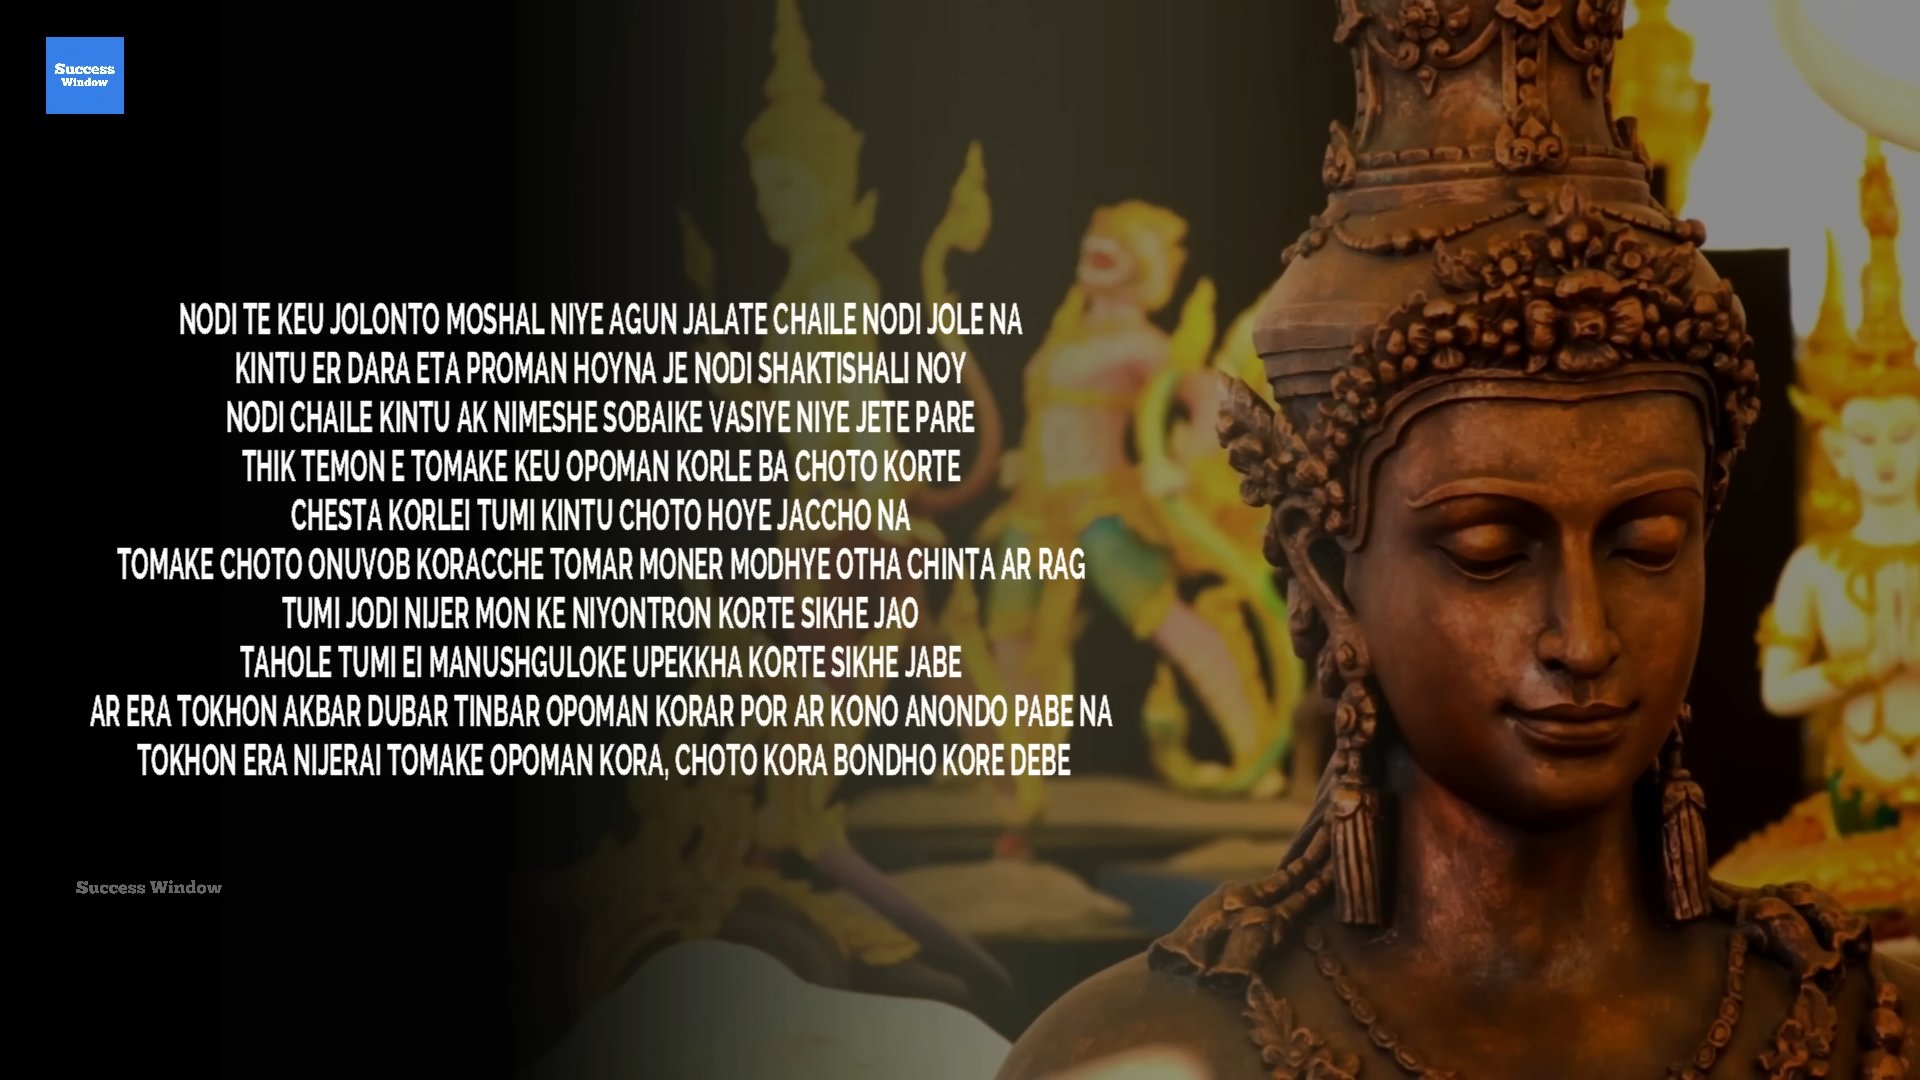 Success
Window
NODI TE KEU JOLONTO MOSHAL NIYE AGUN JALATE CHAILE NODI JOLE NA
KINTU ER DARA ETA PROMAN HOYNA JE NODI SHAKTISHALI NOY
NODI CHAILE KINTU AK NIMESHE SOBAIKE VASIYE NIYE JETE PARE
THIK TEMON E TOMAKE KEU OPOMAN KORLE BA CHOTO KORTE
CHESTA KORLEI TUMI KINTU CHOTO HOYE JACCHO NA
TOMAKE CHOTO ONUVOB KORACCHE TOMAR MONER MODHYE OTHA CHINTA AR RAG
TUMI JODI NIJER MON KE NIYONTRON KORTE SIKHE JAO
TAHOLE TUMI EI MANUSHGULOKE UPEKKHA KORTE SIKHE JABE
AR ERA TOKHON AKBAR DUBAR TINBAR OPOMAN KORAR POR AR KONO ANONDO PABE NA
TOKHON ERA NIJERAI TOMAKE OPOMAN KORA, CHOTO KORA BONDHO KORE DEBE
Success Window